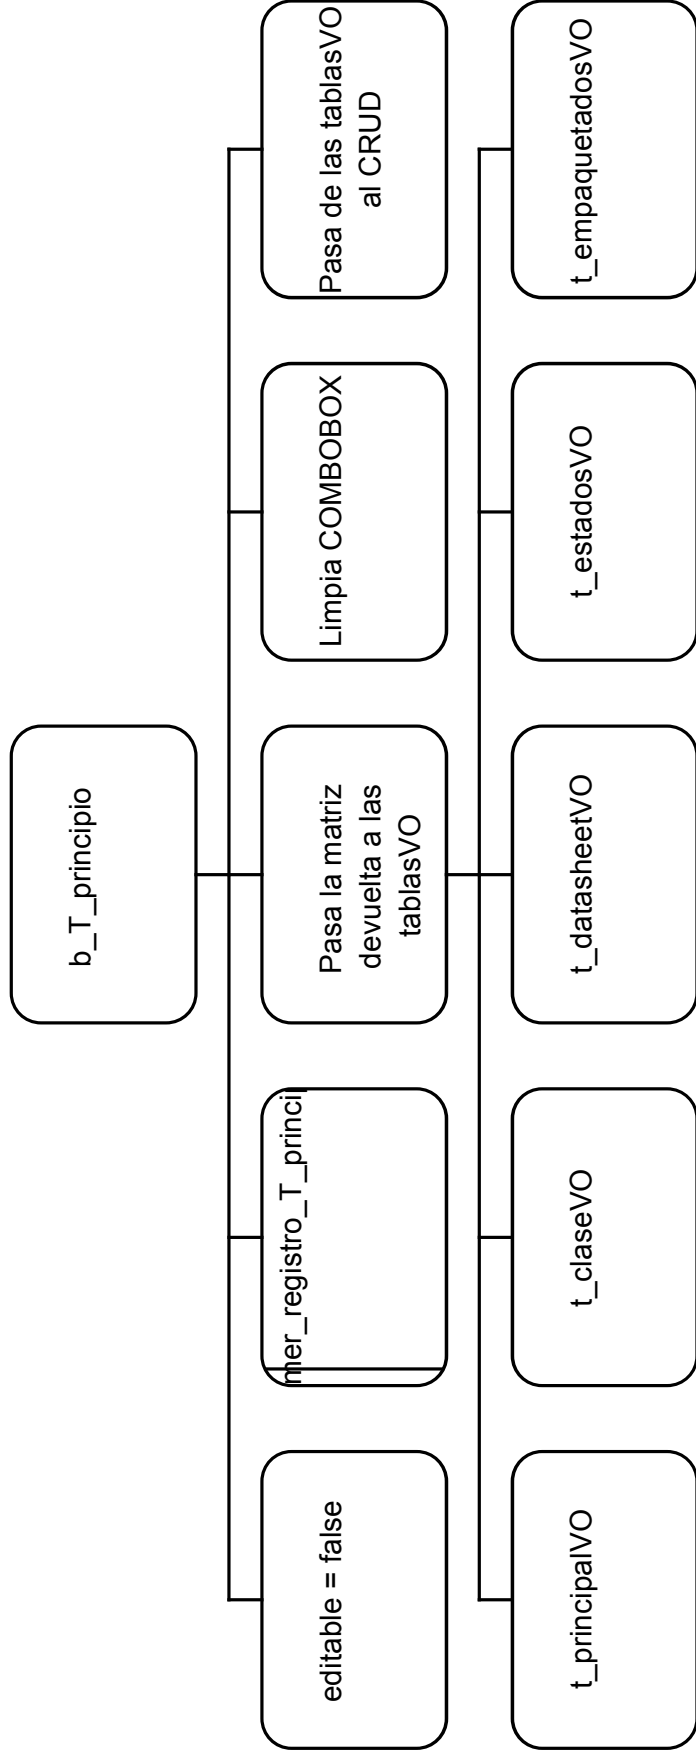 b_T_principio
editable = false
mer_registro_T_princi
Pasa la matriz
devuelta a las
tablasVO
Limpia COMBOBOX
Pasa de las tablasVO
al CRUD
t_principalVO
t_claseVO
t_datasheetVO
t_estadosVO
t_empaquetadosVO